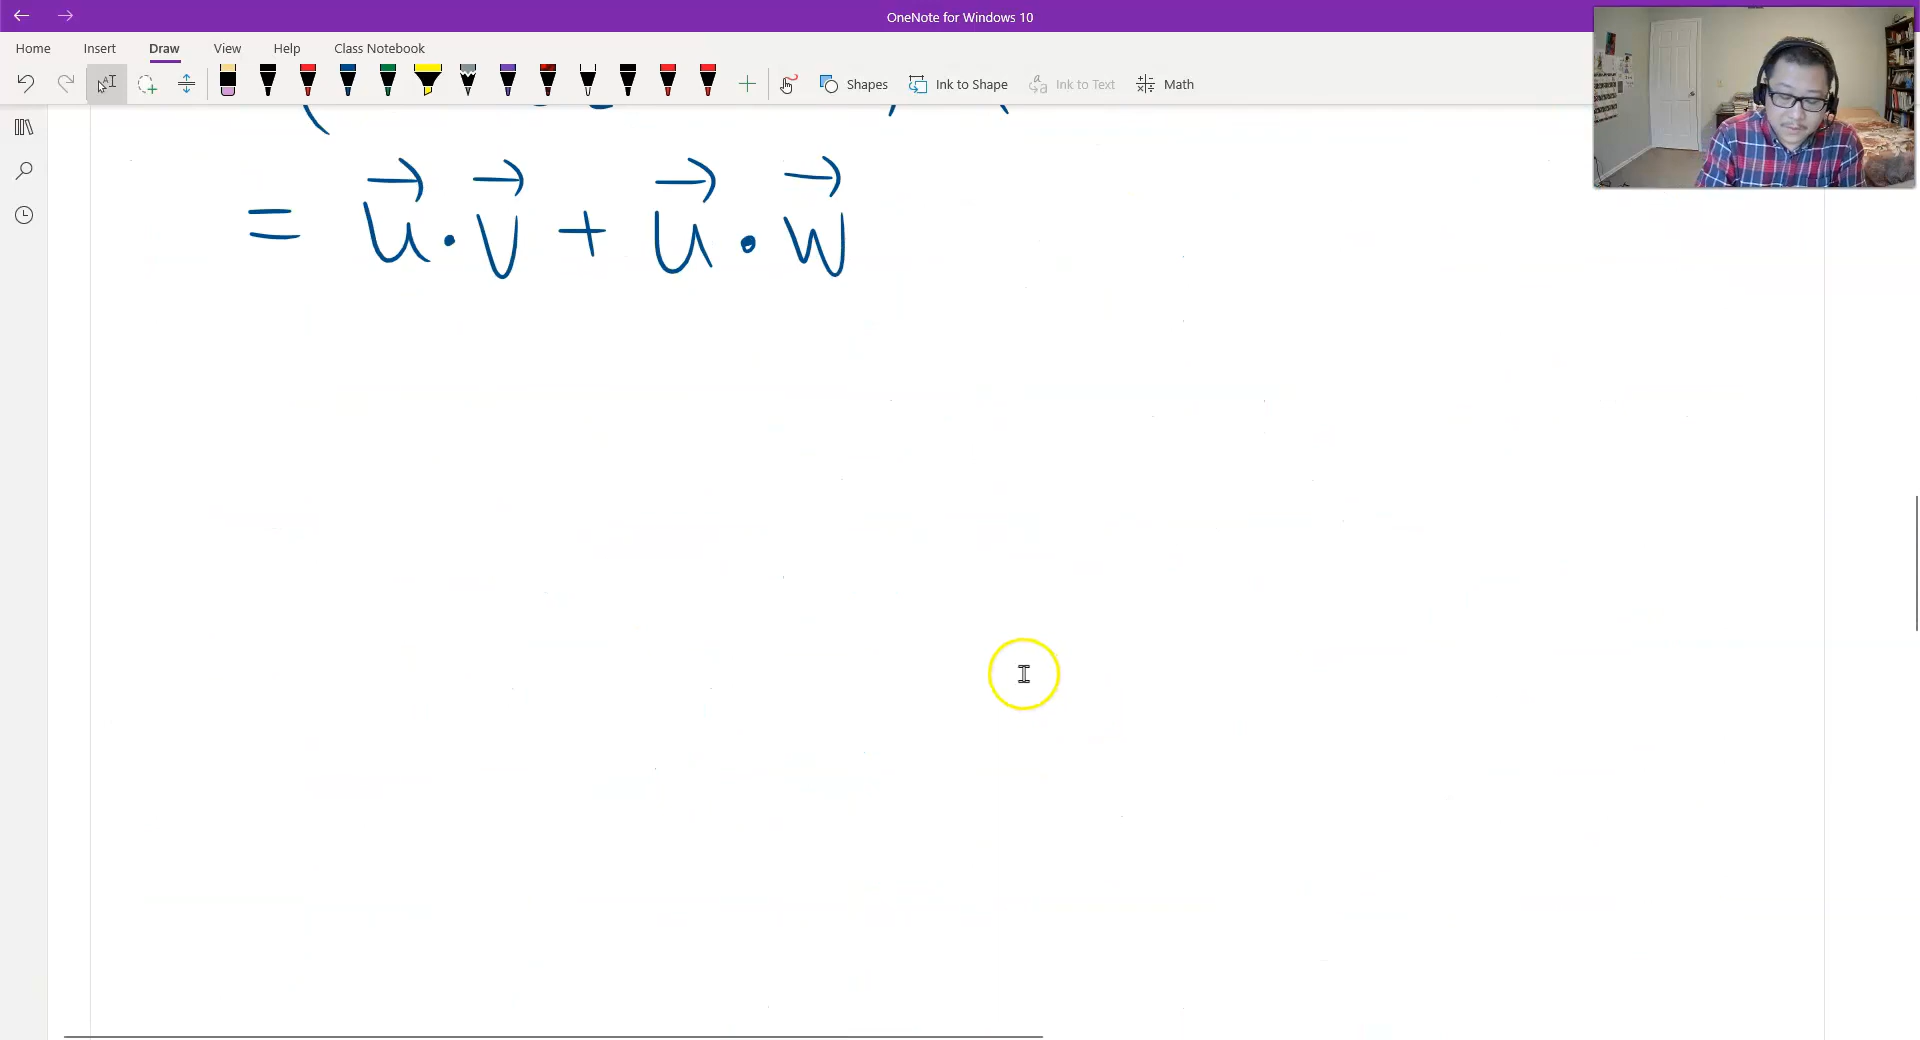 OneNote for Windows 10
Home Insert Draw View Help Class Notebook
Shapes Ink to Shape Ink to Text Math
= u⃗ · v⃗ + u⃗ · w⃗